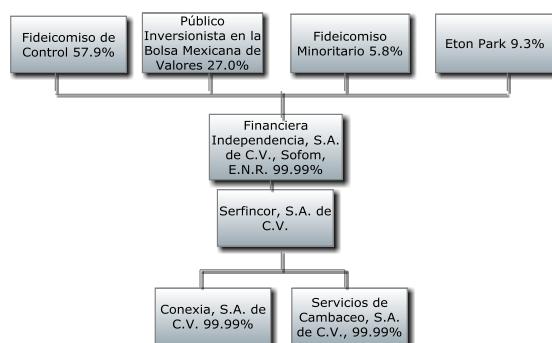 Fideicomiso de
Control 57.9%
Público
Inversionista en la
Bolsa Mexicana de
Valores 27.0%
Fideicomiso
Minoritario 5.8%
Eton Park 9.3%
Financiera
Independencia, S.A.
de C.V., Sofom,
E.N.R. 99.99%
Serfincor, S.A. de
C.V.
Conexia, S.A. de
C.V. 99.99%
Servicios de
Cambaceo, S.A.
de C.V., 99.99%